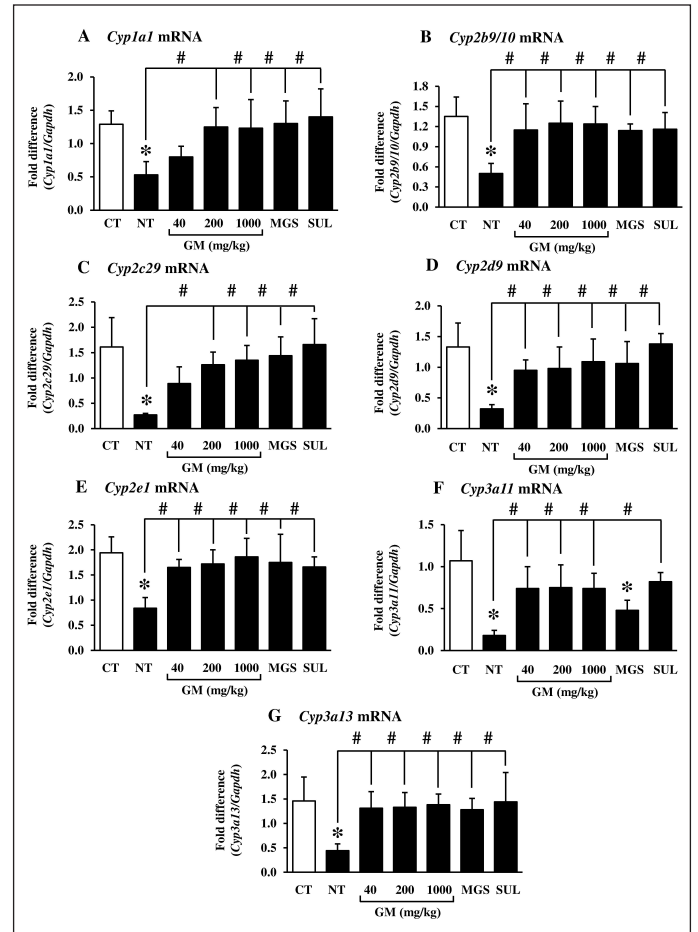 A Cyp1a1 mRNA
# # # #
Fold difference
(Cyp1a1/Gapdh)
2.0
1.5
1.0
0.5
0.0
*
CT NT 40 200 1000 MGS SUL
GM (mg/kg)
B Cyp2b9/10 mRNA
# # # # #
Fold difference
(Cyp2b9/10/Gapdh)
1.8
1.5
1.2
0.9
0.6
0.3
0.0
*
CT NT 40 200 1000 MGS SUL
GM (mg/kg)
C Cyp2c29 mRNA
# # # #
Fold difference
(Cyp2c29/Gapdh)
2.5
2.0
1.5
1.0
0.5
0.0
*
CT NT 40 200 1000 MGS SUL
GM (mg/kg)
D Cyp2d9 mRNA
# # # # #
Fold difference
(Cyp2d9/Gapdh)
2.0
1.5
1.0
0.5
0.0
*
CT NT 40 200 1000 MGS SUL
GM (mg/kg)
E Cyp2e1 mRNA
# # # # #
Fold difference
(Cyp2e1/Gapdh)
2.5
2.0
1.5
1.0
0.5
0.0
*
CT NT 40 200 1000 MGS SUL
GM (mg/kg)
F Cyp3a11 mRNA
# # # #
Fold difference
(Cyp3a11/Gapdh)
1.5
1.0
0.5
0.0
* *
CT NT 40 200 1000 MGS SUL
GM (mg/kg)
G Cyp3a13 mRNA
# # # # #
Fold difference
(Cyp3a13/Gapdh)
2.5
2.0
1.5
1.0
0.5
0.0
*
CT NT 40 200 1000 MGS SUL
GM (mg/kg)